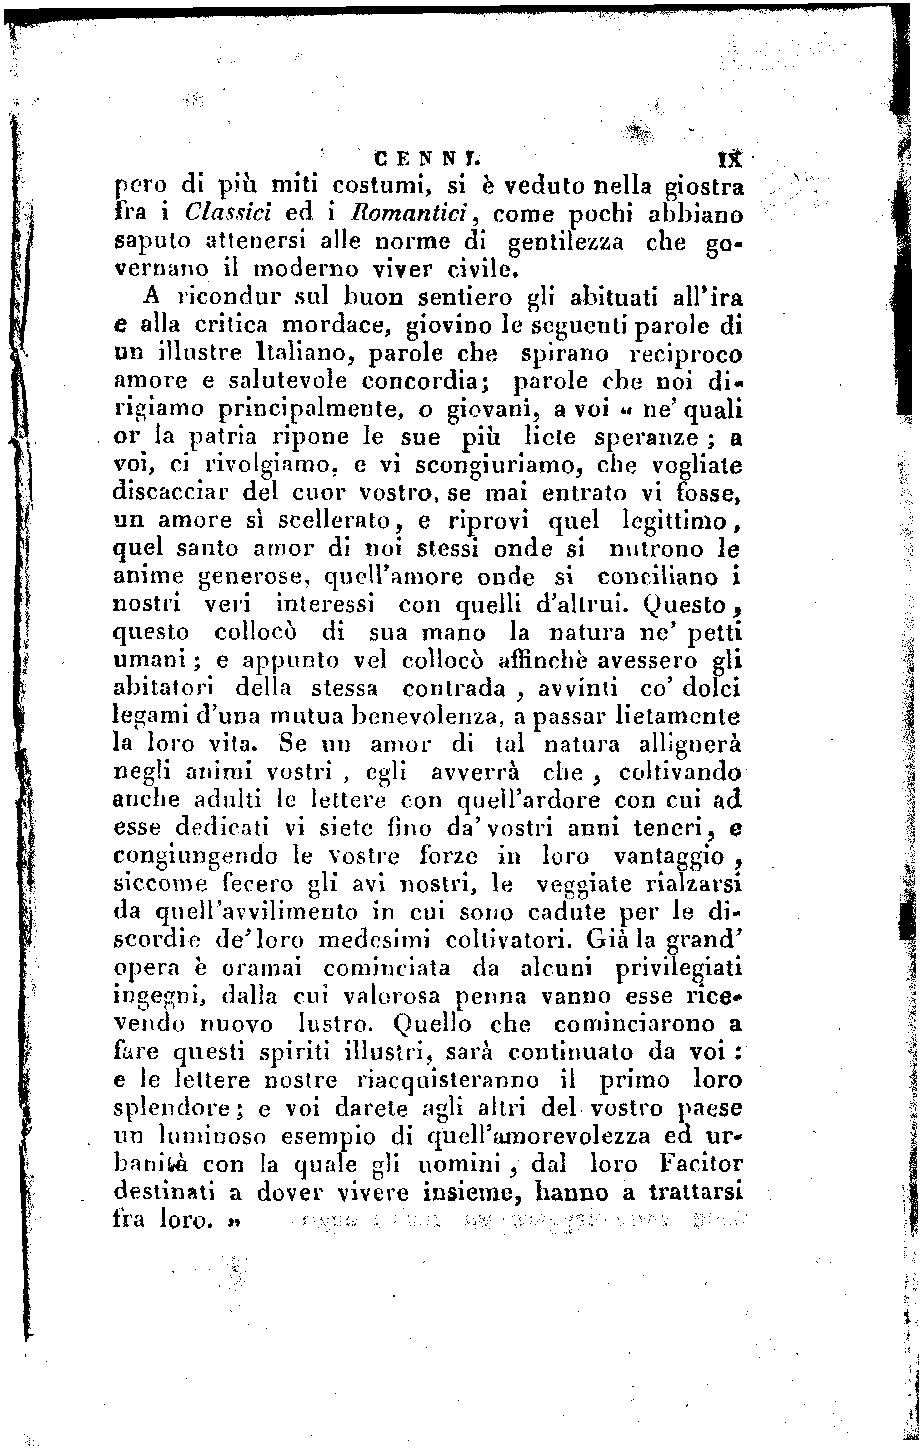 CENNI. IX
pero di più miti costumi, si è veduto nella giostra
fra i Classici ed i Romantici, come pochi abbiano
saputo attenersi alle norme di gentilezza che go-
vernano il moderno viver civile.
A ricondur sul buon sentiero gli abituati all'ira
e alla critica mordace, giovino le seguenti parole di
un illustre Italiano, parole che spirano reciproco
amore e salutevole concordia; parole che noi di-
rigiamo principalmente, o giovani, a voi « ne' quali
or la patria ripone le sue più liete speranze; a
voi, ci rivolgiamo, e vi scongiuriamo, che vogliate
discacciar del cuor vostro, se mai entrato vi fosse,
un amore sì scellerato, e riprovi quel legittimo,
quel santo amor di noi stessi onde si nutrono le
anime generose, quell'amore onde si conciliano i
nostri veri interessi con quelli d'altrui. Questo,
questo collocò di sua mano la natura ne' petti
umani; e appunto vel collocò affinchè avessero gli
abitatori della stessa contrada, avvinti co' dolci
legami d'una mutua benevolenza, a passar lietamente
la loro vita. Se un amor di tal natura allignerà
negli animi vostri, egli avverrà che, coltivando
anche adulti le lettere con quell'ardore con cui ad
esse dedicati vi siete fino da' vostri anni teneri, e
congiungendo le vostre forze in loro vantaggio,
siccome fecero gli avi nostri, le veggiate rialzarsi
da quell'avvilimento in cui sono cadute per le di-
scordie de' loro medesimi coltivatori. Già la grand'
opera è oramai cominciata da alcuni privilegiati
ingegni, dalla cui valorosa penna vanno esse rice-
vendo nuovo lustro. Quello che cominciarono a
fare questi spiriti illustri, sarà continuato da voi:
e le lettere nostre riacquisteranno il primo loro
splendore; e voi darete agli altri del vostro paese
un luminoso esempio di quell'amorevolezza ed ur-
banità con la quale gli uomini, dal loro Facitor
destinati a dover vivere insieme, hanno a trattarsi
fra loro. »